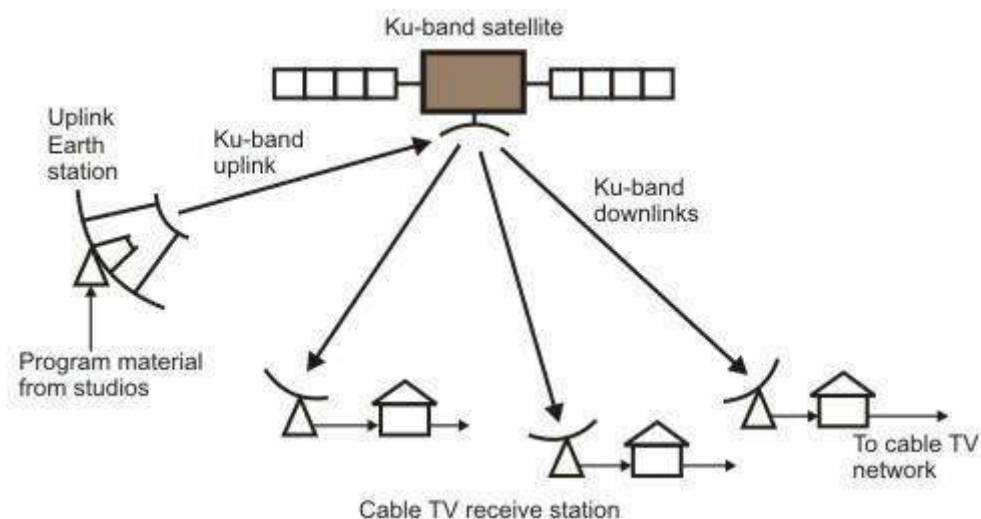 Ku-band satellite
Uplink
Earth
station
Ku-band
uplink
Ku-band
downlinks
Program material
from studios
To cable TV
network
Cable TV receive station